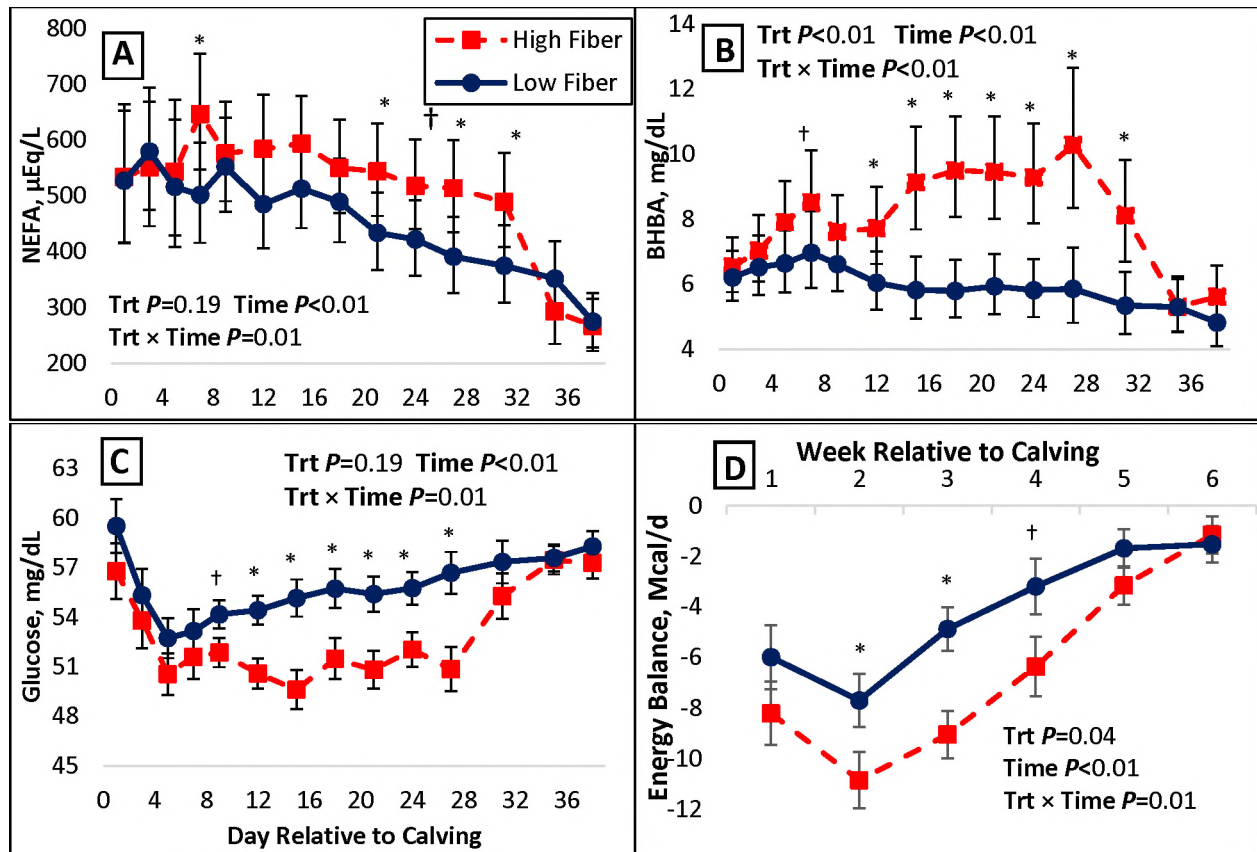 A
High Fiber
Low Fiber
NEFA, µEq/L
800
700
600
500
400
300
200
*
*
†
*
*
Trt P=0.19 Time P<0.01
Trt × Time P=0.01
0 4 8 12 16 20 24 28 32 36
B
Trt P<0.01 Time P<0.01
Trt × Time P<0.01
BHBA, mg/dL
14
12
10
8
6
4
†
*
*
*
*
*
*
*
0 4 8 12 16 20 24 28 32 36
C
Trt P=0.19 Time P<0.01
Trt × Time P=0.01
Glucose, mg/dL
63
60
57
54
51
48
45
†
*
*
*
*
*
*
0 4 8 12 16 20 24 28 32 36
Day Relative to Calving
D
Week Relative to Calving
1 2 3 4 5 6
Energy Balance, Mcal/d
0
-2
-4
-6
-8
-10
-12
*
*
†
Trt P=0.04
Time P<0.01
Trt × Time P=0.01